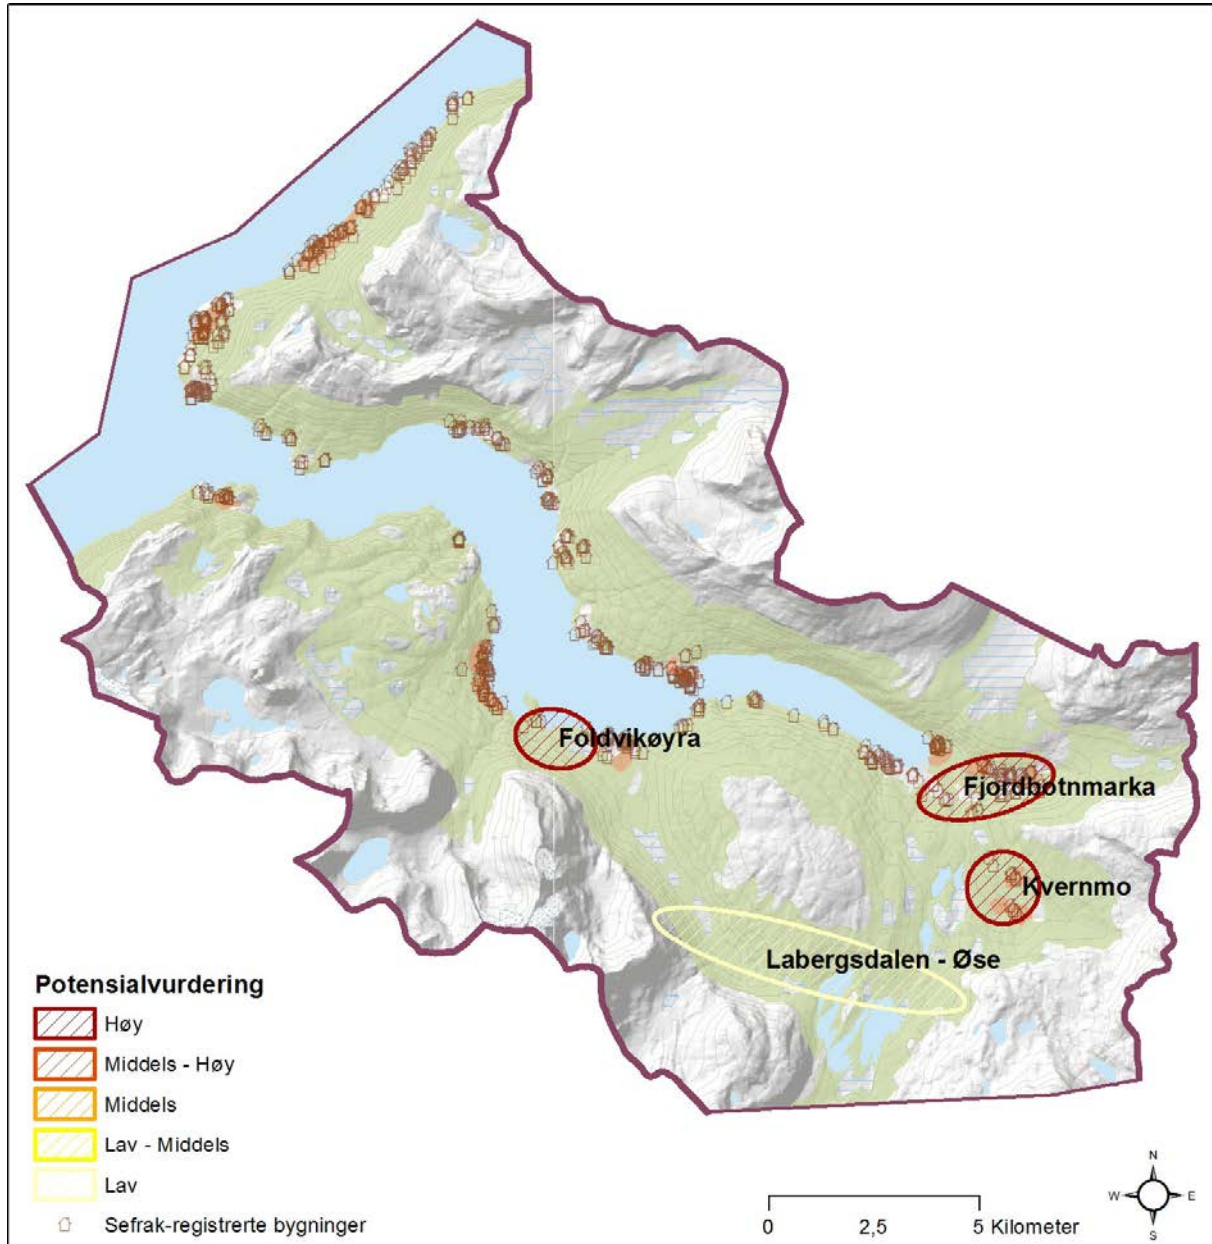 Foldvikøyra
Fjordbotnmarka
Kvernmo
Labergsdalen - Øse
Potensialvurdering
Høy
Middels - Høy
Middels
Lav - Middels
Lav
Sefrak-registrerte bygninger
0 2,5 5 Kilometer
N
W E
S